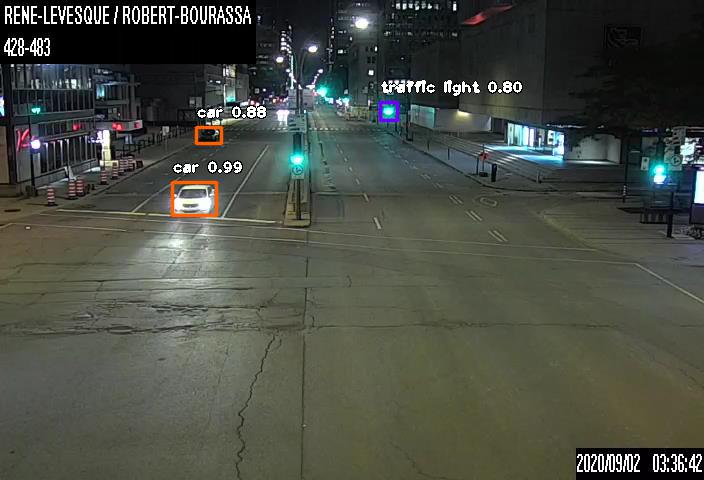 RENE-LEVESQUE / ROBERT-BOURASSA
428-483
traffic light 0.80
car 0.88
car 0.99
2020/09/02 03:36:42